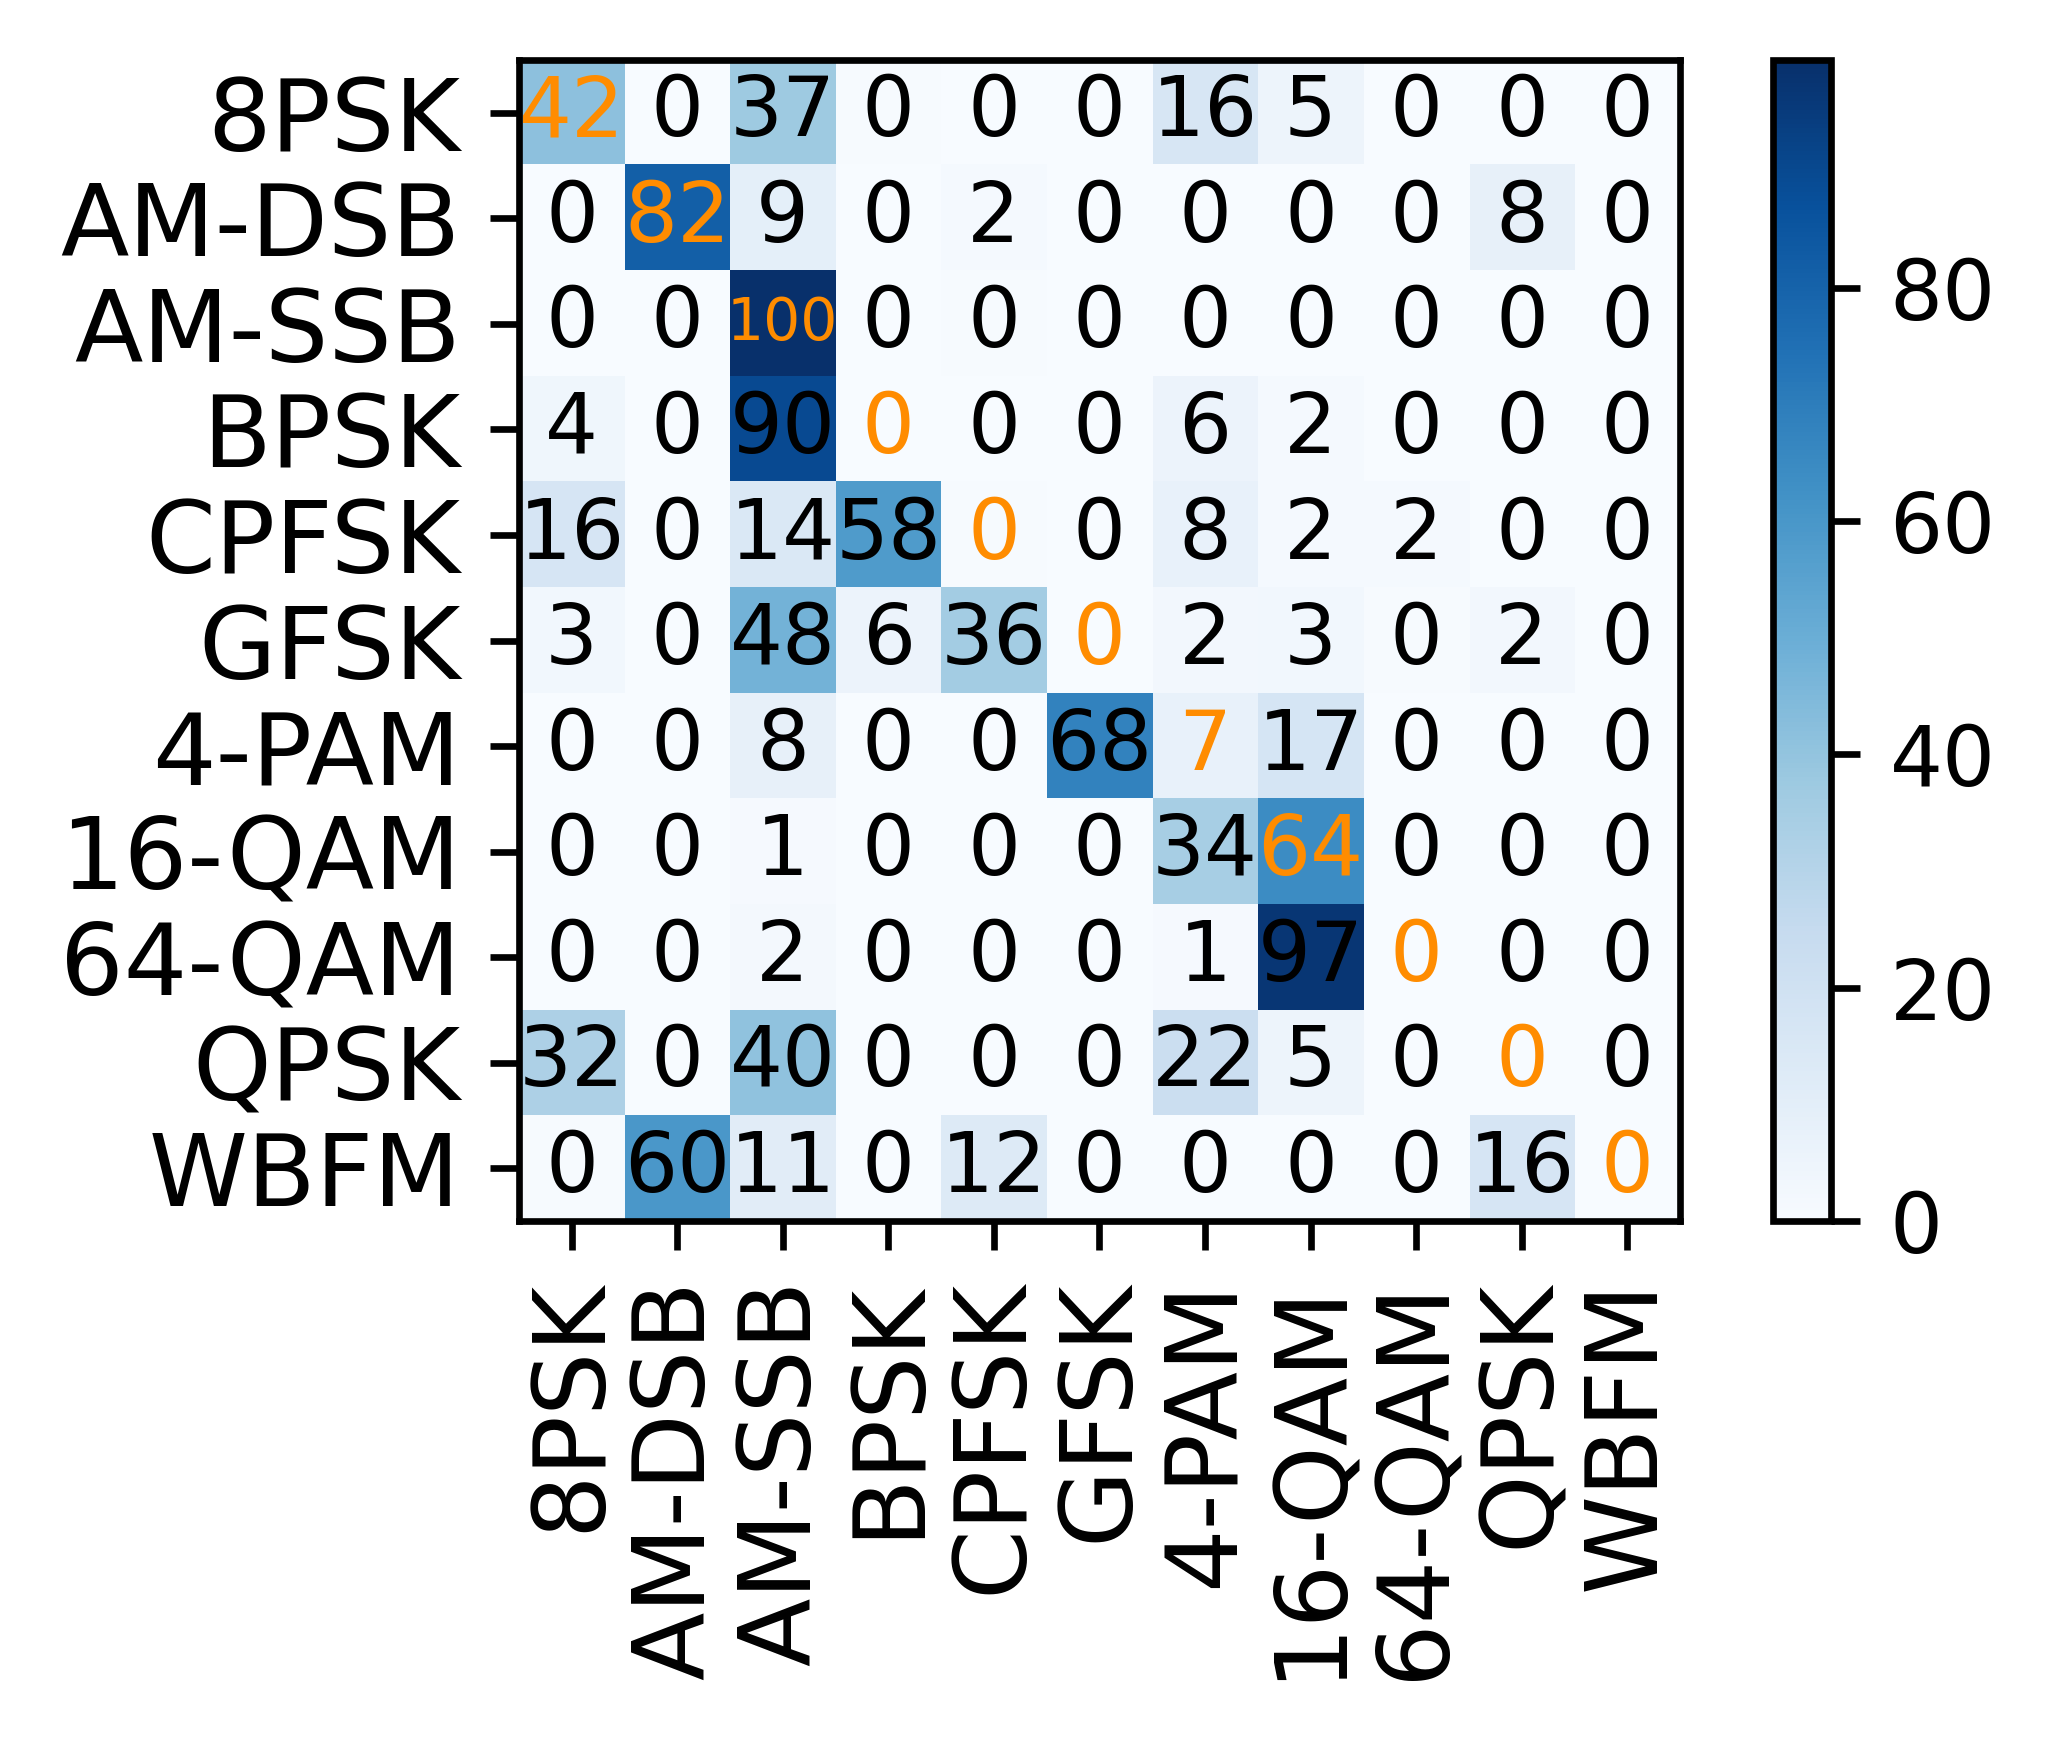 8PSK 42 0 37 0 0 0 16 5 0 0 0
AM-DSB 0 82 9 0 2 0 0 0 0 8 0
AM-SSB 0 0 100 0 0 0 0 0 0 0 0
BPSK 4 0 90 0 0 0 6 2 0 0 0
CPFSK 16 0 14 58 0 0 8 2 2 0 0
GFSK 3 0 48 6 36 0 2 3 0 2 0
4-PAM 0 0 8 0 0 68 7 17 0 0 0
16-QAM 0 0 1 0 0 0 34 64 0 0 0
64-QAM 0 0 2 0 0 0 1 97 0 0 0
QPSK 32 0 40 0 0 0 22 5 0 0 0
WBFM 0 60 11 0 12 0 0 0 0 16 0
8PSK
AM-DSB
AM-SSB
BPSK
CPFSK
GFSK
4-PAM
16-QAM
64-QAM
QPSK
WBFM
80
60
40
20
0